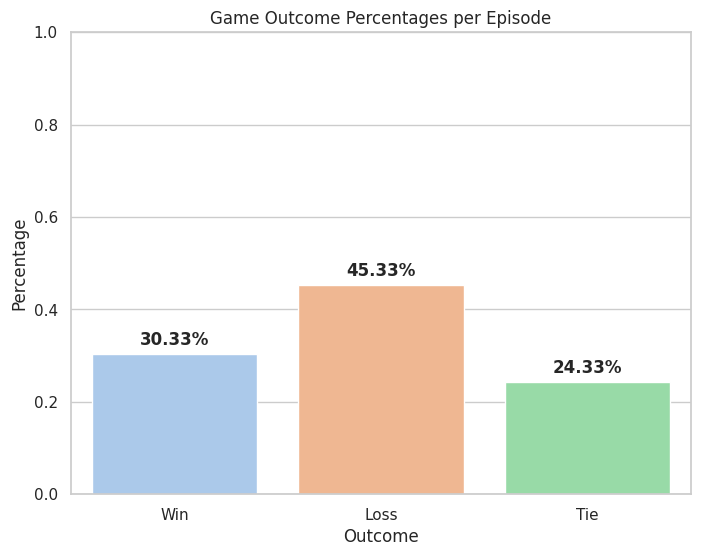 Game Outcome Percentages per Episode
1.0
0.8
0.6
0.4
0.2
0.0
Percentage
30.33%
45.33%
24.33%
Win
Loss
Tie
Outcome